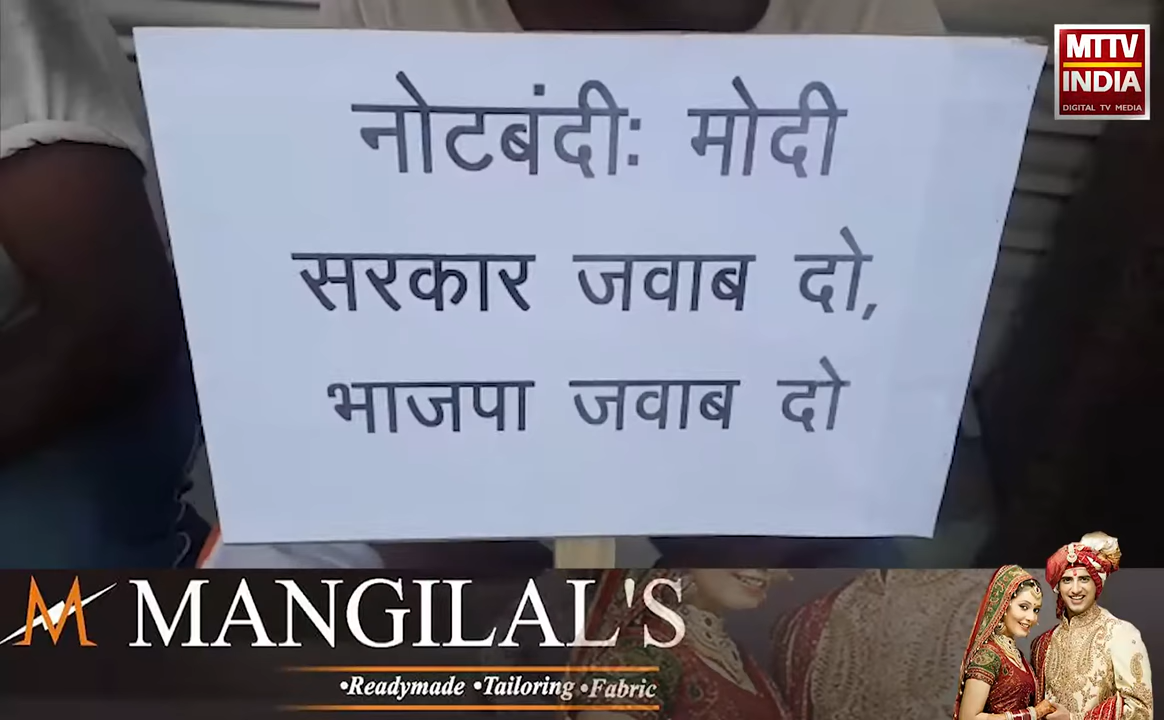 नोटबंदी: मोदी
सरकार जवाब दो,
भाजपा जवाब दो
MTTV
INDIA
DIGITAL TV MEDIA
M MANGILAL'S
•Readymade •Tailoring •Fabric